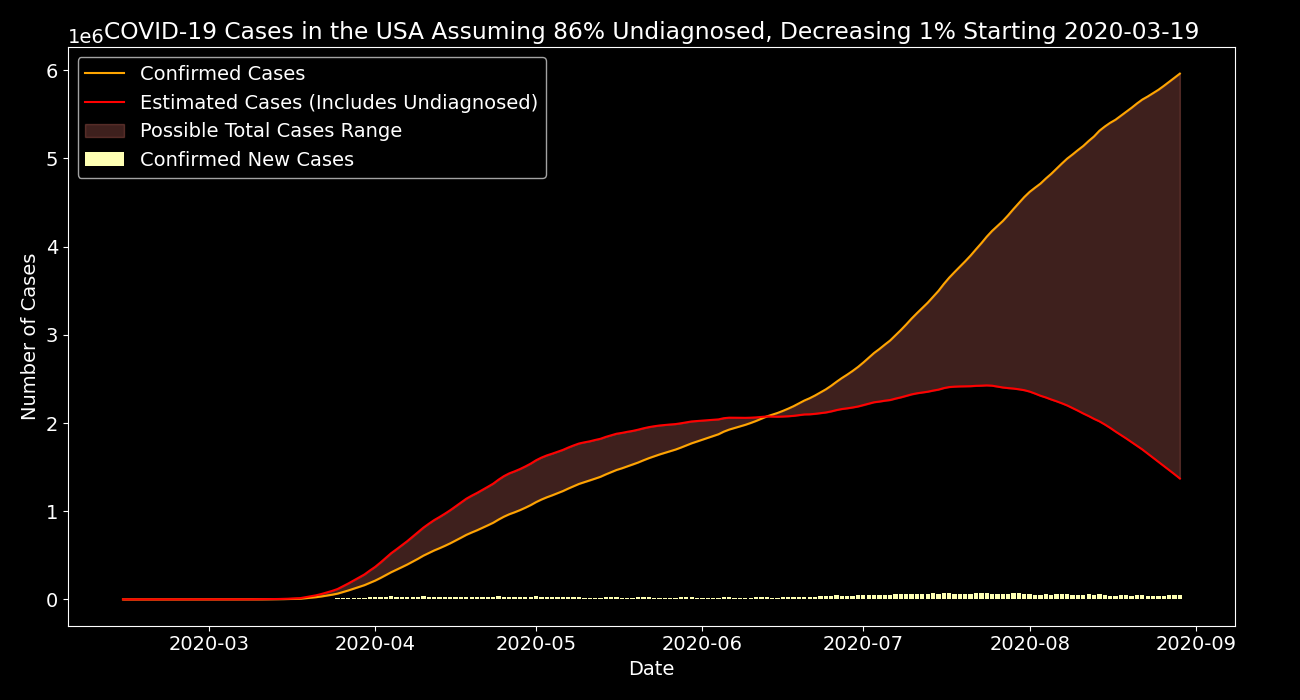 COVID-19 Cases in the USA Assuming 86% Undiagnosed, Decreasing 1% Starting 2020-03-19
1e6
Confirmed Cases
Estimated Cases (Includes Undiagnosed)
Possible Total Cases Range
Confirmed New Cases
6
5
4
3
2
1
0
Number of Cases
2020-03 2020-04 2020-05 2020-06 2020-07 2020-08 2020-09
Date